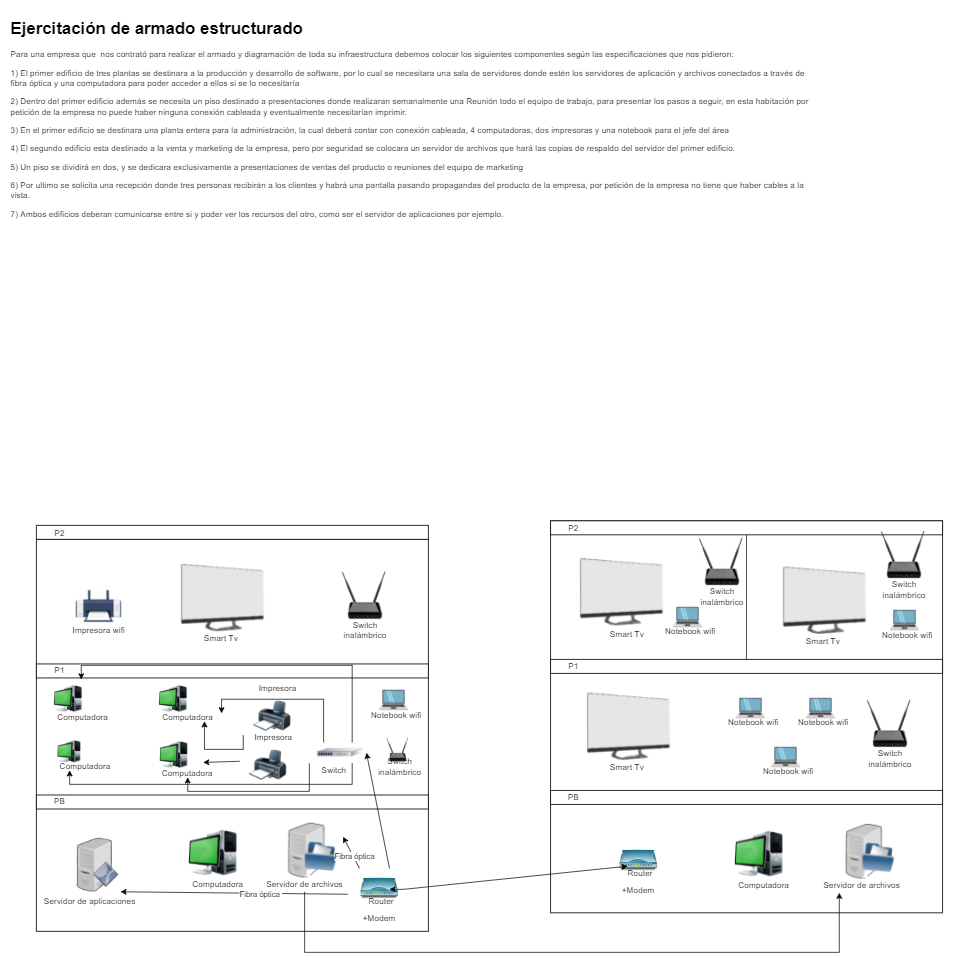 Ejercitación de armado estructurado
Para una empresa que nos contrató para realizar el armado y diagramación de toda su infraestructura debemos colocar los siguientes componentes según las especificaciones que nos pidieron:
1) El primer edificio de tres plantas se destinara a la producción y desarrollo de software, por lo cual se necesitara una sala de servidores donde estén los servidores de aplicación y archivos conectados a través de
fibra óptica y una computadora para poder acceder a ellos si se lo necesitaría
2) Dentro del primer edificio además se necesita un piso destinado a presentaciones donde realizaran semanalmente una Reunión todo el equipo de trabajo, para presentar los pasos a seguir, en esta habitación por
petición de la empresa no puede haber ninguna conexión cableada y eventualmente necesitarían imprimir.
3) En el primer edificio se destinara una planta entera para la administración, la cual deberá contar con conexión cableada, 4 computadoras, dos impresoras y una notebook para el jefe del área
4) El segundo edificio esta destinado a la venta y marketing de la empresa, pero por seguridad se colocara un servidor de archivos que hará las copias de respaldo del servidor del primer edificio.
5) Un piso se dividirá en dos, y se dedicara exclusivamente a presentaciones de ventas del producto o reuniones del equipo de marketing
6) Por ultimo se solicita una recepción donde tres personas recibirán a los clientes y habrá una pantalla pasando propagandas del producto de la empresa, por petición de la empresa no tiene que haber cables a la
vista.
7) Ambos edificios deberan comunicarse entre si y poder ver los recursos del otro, como ser el servidor de aplicaciones por ejemplo.
P2
Impresora wifi
Smart Tv
Switch
inalámbrico
P1
Computadora
Computadora
Impresora
Impresora
Notebook wifi
Computadora
Computadora
Switch
Switch
inalámbrico
PB
Servidor de aplicaciones
Computadora
Servidor de archivos
Fibra óptica
Fibra óptica
Router
+Modem
P2
Smart Tv
Switch
inalámbrico
Notebook wifi
Smart Tv
Switch
inalámbrico
Notebook wifi
P1
Smart Tv
Notebook wifi
Notebook wifi
Notebook wifi
Switch
inalámbrico
PB
Router
+Modem
Computadora
Servidor de archivos